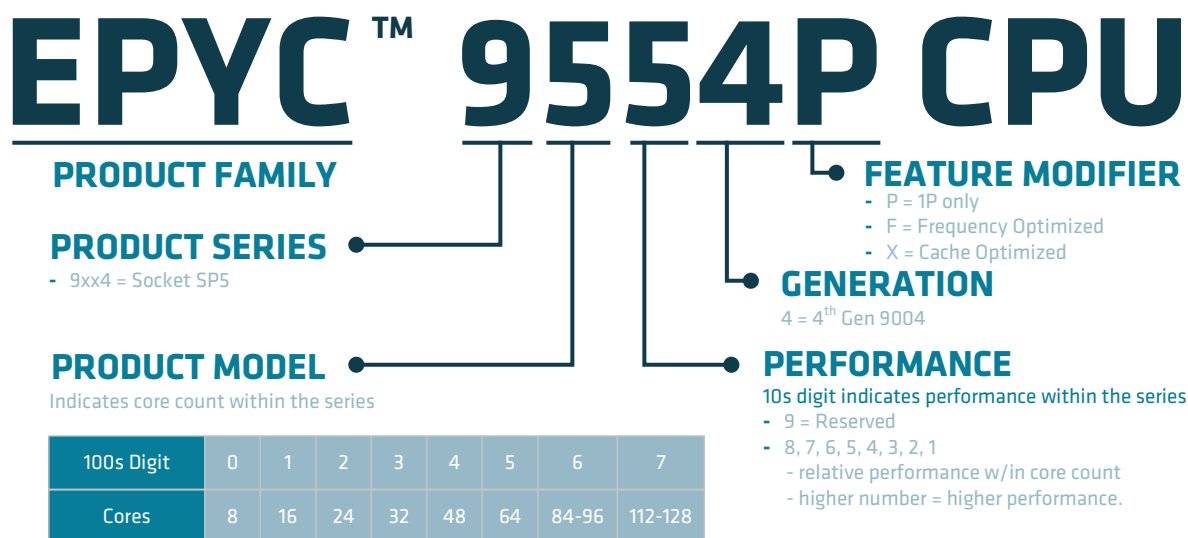 EPYC ™ 9554P CPU
PRODUCT FAMILY
PRODUCT SERIES
- 9xx4 = Socket SP5
PRODUCT MODEL
Indicates core count within the series
100s Digit 0 1 2 3 4 5 6 7
Cores 8 16 24 32 48 64 84-96 112-128
FEATURE MODIFIER
- P = 1P only
- F = Frequency Optimized
- X = Cache Optimized
GENERATION
4 = 4th Gen 9004
PERFORMANCE
10s digit indicates performance within the series
- 9 = Reserved
- 8, 7, 6, 5, 4, 3, 2, 1
- relative performance w/in core count
- higher number = higher performance.